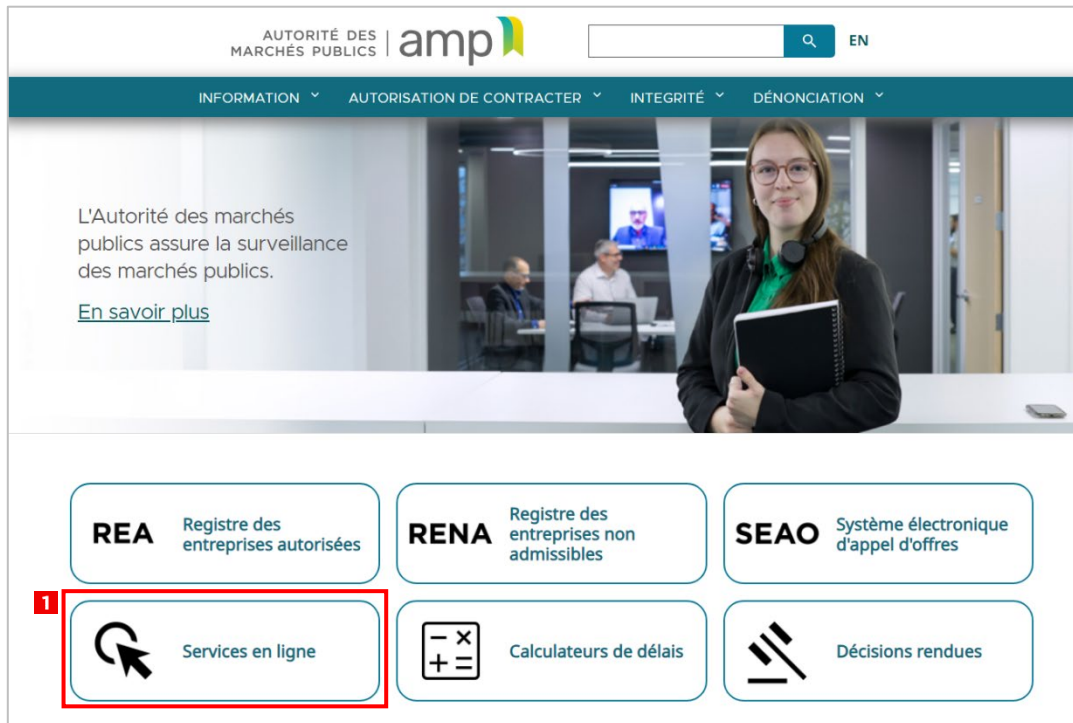 AUTORITÉ DES
MARCHÉS PUBLICS
amp
EN
INFORMATION
AUTORISATION DE CONTRACTER
INTEGRITÉ
DÉNONCIATION
L'Autorité des marchés
publics assure la surveillance
des marchés publics.
En savoir plus
REA
Registre des
entreprises autorisées
RENA
Registre des
entreprises non
admissibles
SEAO
Système électronique
d'appel d'offres
1
Services en ligne
Calculateurs de délais
Décisions rendues